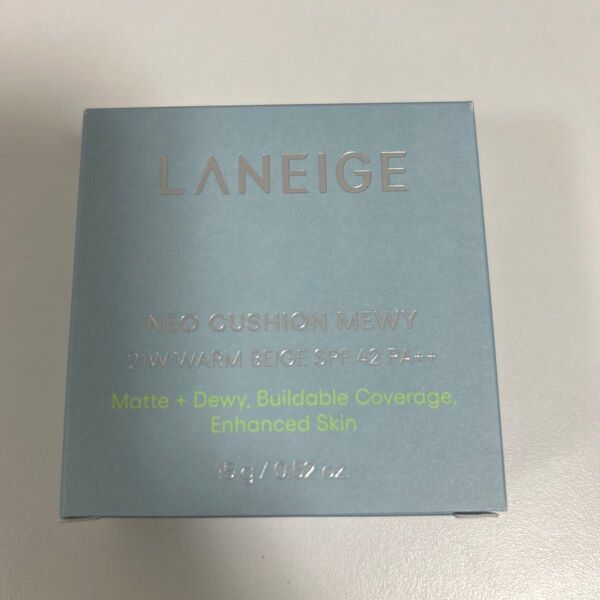 LANEIGE
NEO CUSHION MEWY
21W WARM BEIGE SPF 42 PA++
Matte + Dewy, Buildable Coverage,
Enhanced Skin
15 g / 0.52 oz.